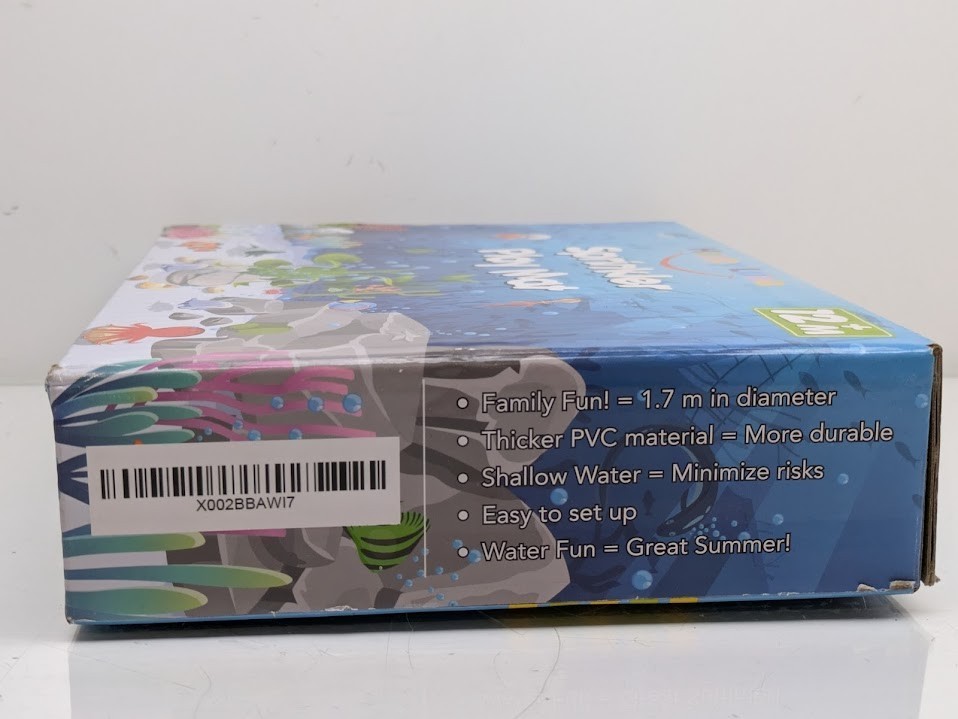 Sprinkler
Play Mat
12m+
• Family Fun! = 1.7 m in diameter
• Thicker PVC material = More durable
• Shallow Water = Minimize risks
• Easy to set up
• Water Fun = Great Summer!
X002BBAWI7